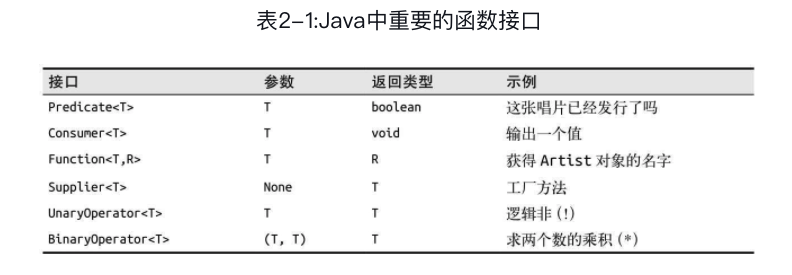 表2-1:Java中重要的函数接口
接口 参数 返回类型 示例
Predicate<T> T boolean 这张唱片已经发行了吗
Consumer<T> T void 输出一个值
Function<T,R> T R 获得 Artist 对象的名字
Supplier<T> None T 工厂方法
UnaryOperator<T> T T 逻辑非 (!)
BinaryOperator<T> (T, T) T 求两个数的乘积 (*)